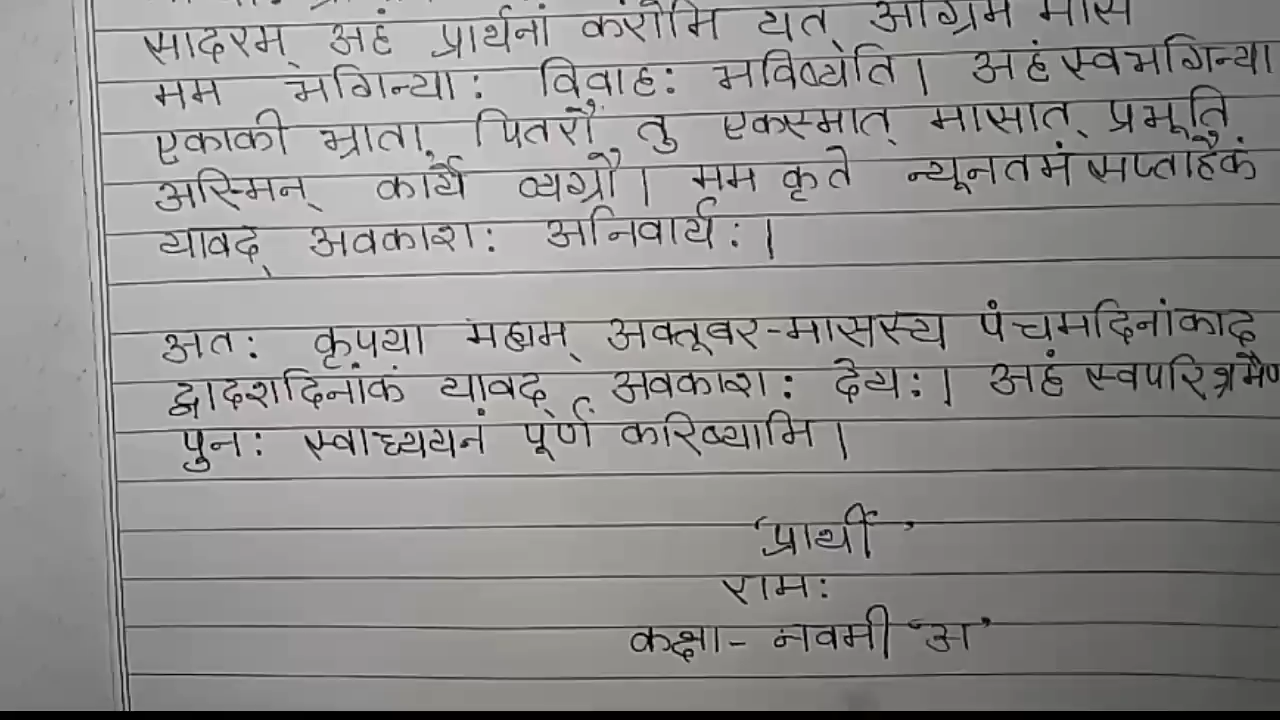 सादरम् अहं प्रार्थनां करोमि यत् अग्रिम मास
मम भगिन्याः विवाहः भविष्यति। अहं स्वभगिन्या
एकाकी भ्राता, पितरौ तु एकस्मात् मासात् प्रभृति
अस्मिन् कार्ये व्यग्रौ। मम कृते न्यूनतमं सप्ताहैकं
यावद् अवकाशः अनिवार्यः।
अतः कृपया मह्यम् अक्तूबर-मासस्य पंचमदिनांकाद्
द्वादशदिनांकं यावद् अवकाशः देयः। अहं स्वपरिश्रमेण
पुनः स्वाध्ययनं पूर्णं करिष्यामि।
'प्रार्थी'
रामः
कक्षा- नवमी 'अ'